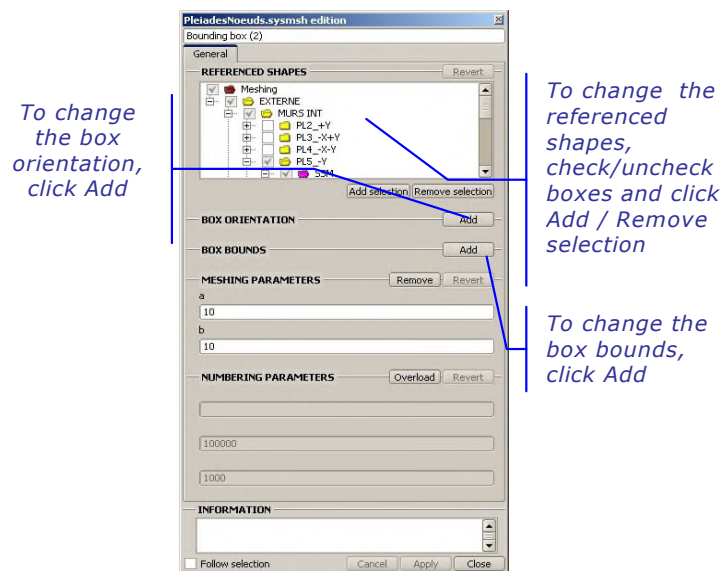 PleiadesNoeuds.sysmsh edition
Bounding box (2)
General
REFERENCED SHAPES
Revert
Meshing
EXTERNE
MURS INT
PL2_+Y
PL3_-X+Y
PL4_-X-Y
PL5_-Y
SSM
Add selection
Remove selection
BOX ORIENTATION
Add
BOX BOUNDS
Add
MESHING PARAMETERS
Remove
Revert
a
10
b
10
NUMBERING PARAMETERS
Overload
Revert
100000
1000
INFORMATION
Follow selection
Cancel
Apply
Close
To change
the box
orientation,
click Add
To change the
referenced
shapes,
check/uncheck
boxes and click
Add / Remove
selection
To change the
box bounds,
click Add